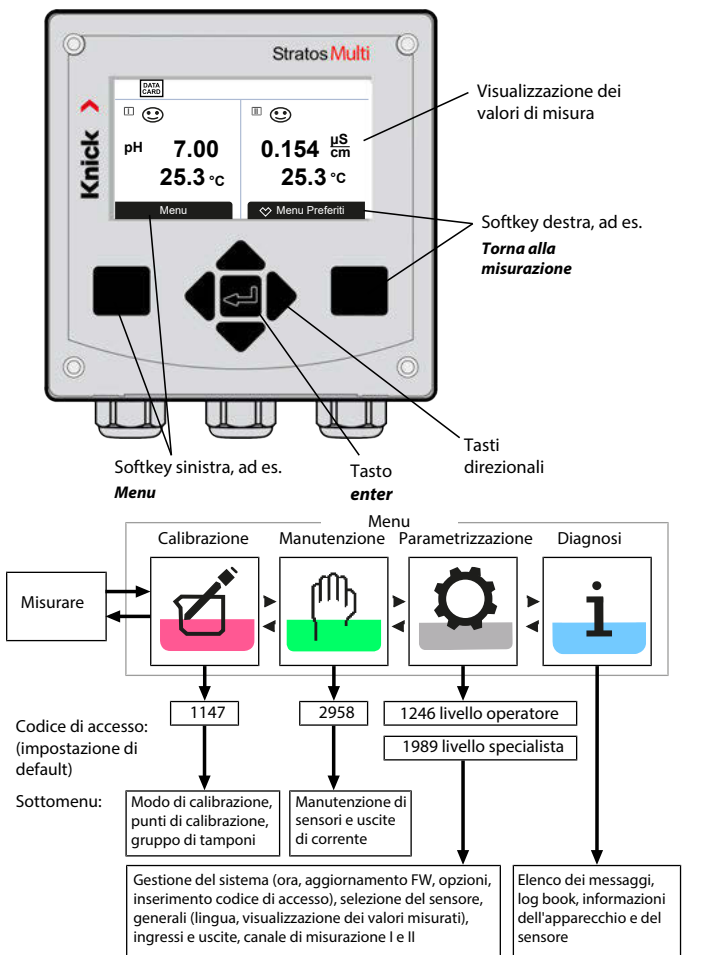 Stratos Multi
Knick
DATA
CARD
I
II
pH 7.00
25.3 °C
0.154 µS
cm
25.3 °C
Menu
Menu Preferiti
Visualizzazione dei
valori di misura
Softkey destra, ad es.
Torna alla
misurazione
Softkey sinistra, ad es.
Menu
Tasto
enter
Tasti
direzionali
Menu
Calibrazione
Manutenzione
Parametrizzazione
Diagnosi
Misurare
i
Codice di accesso:
(impostazione di
default)
1147
2958
1246 livello operatore
1989 livello specialista
Sottomenu:
Modo di calibrazione,
punti di calibrazione,
gruppo di tamponi
Manutenzione di
sensori e uscite
di corrente
Gestione del sistema (ora, aggiornamento FW, opzioni,
inserimento codice di accesso), selezione del sensore,
generali (lingua, visualizzazione dei valori misurati),
ingressi e uscite, canale di misurazione I e II
Elenco dei messaggi,
log book, informazioni
dell'apparecchio e del
sensore